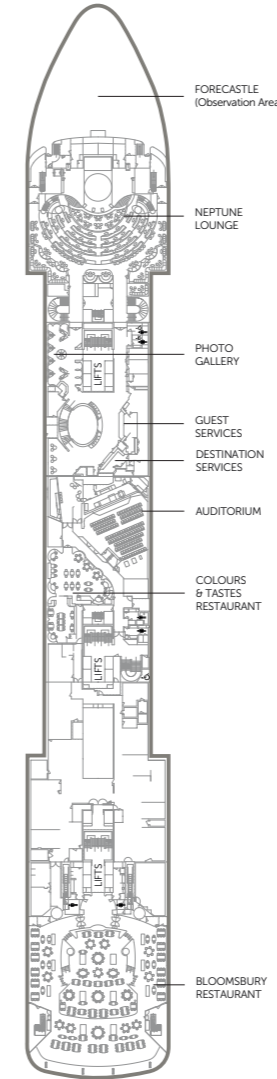 FORECASTLE
(Observation Area
NEPTUNE
LOUNGE
PHOTO
GALLERY
LIFTS
GUEST
SERVICES
DESTINATION
SERVICES
AUDITORIUM
COLOURS
& TASTES
RESTAURANT
LIFTS
LIFTS
BLOOMSBURY
RESTAURANT